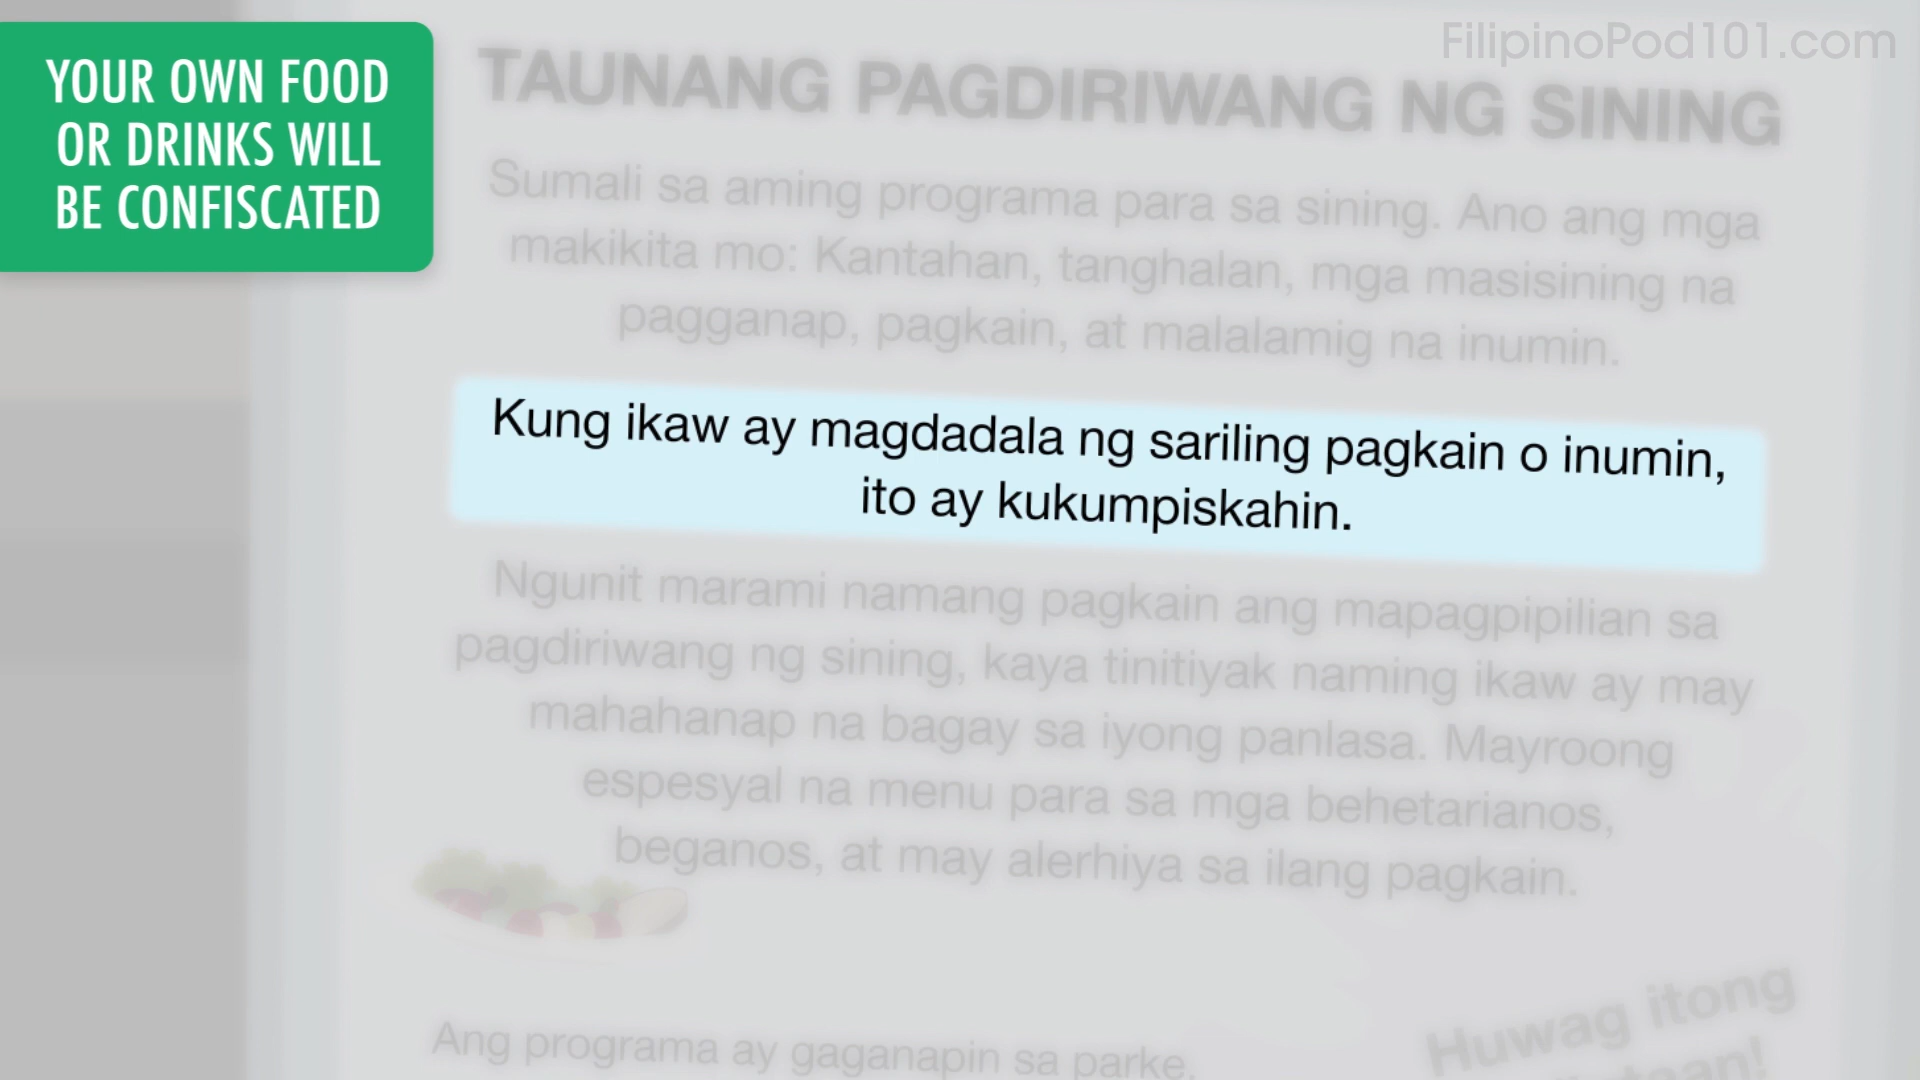 FilipinoPod101.com
YOUR OWN FOOD
OR DRINKS WILL
BE CONFISCATED
TAUNANG PAGDIRIWANG NG SINING
Sumali sa aming programa para sa sining. Ano ang mga
makikita mo: Kantahan, tanghalan, mga masisining na
pagganap, pagkain, at malalamig na inumin.
Kung ikaw ay magdadala ng sariling pagkain o inumin,
ito ay kukumpiskahin.
Ngunit marami namang pagkain ang mapagpipilian sa
pagdiriwang ng sining, kaya tinitiyak naming ikaw ay may
mahahanap na bagay sa iyong panlasa. Mayroong
espesyal na menu para sa mga behetarianos,
beganos, at may alerhiya sa ilang pagkain.
Ang programa ay gaganapin sa parke.
Huwag itong